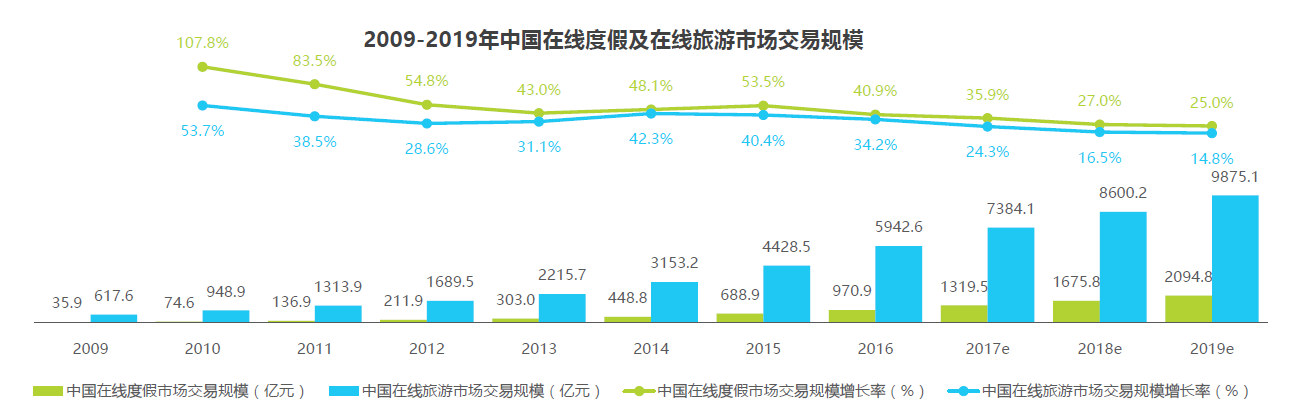 2009-2019年中国在线度假及在线旅游市场交易规模
107.8% 83.5% 54.8% 43.0% 48.1% 53.5% 40.9% 35.9% 27.0% 25.0%
53.7% 38.5% 28.6% 31.1% 42.3% 40.4% 34.2% 24.3% 16.5% 14.8%
35.9 617.6 74.6 948.9 136.9 1313.9 211.9 1689.5 303.0 2215.7 448.8 3153.2 688.9 4428.5 970.9 5942.6 1319.5 7384.1 1675.8 8600.2 2094.8 9875.1
2009 2010 2011 2012 2013 2014 2015 2016 2017e 2018e 2019e
中国在线度假市场交易规模（亿元） 中国在线旅游市场交易规模（亿元） 中国在线度假市场交易规模增长率（%） 中国在线旅游市场交易规模增长率（%）